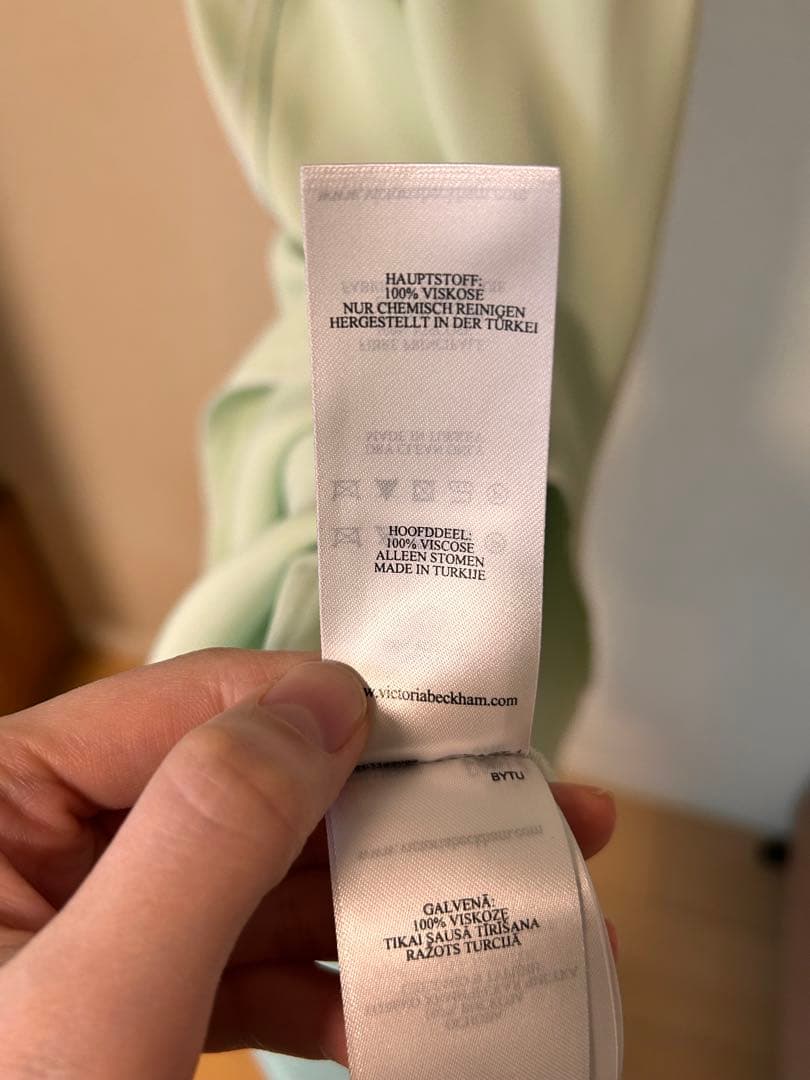 HAUPTSTOFF:
100% VISKOSE
NUR CHEMISCH REINIGEN
HERGESTELLT IN DER TÜRKEI
HOOFDDEEL:
100% VISCOSE
ALLEEN STOMEN
MADE IN TURKIJE
w.victoriabeckham.com
BYTU
GALVENĀ:
100% VISKOZE
TIKAI SAUSĀ TĪRĪŠANA
RAŽOTS TURCIJĀ